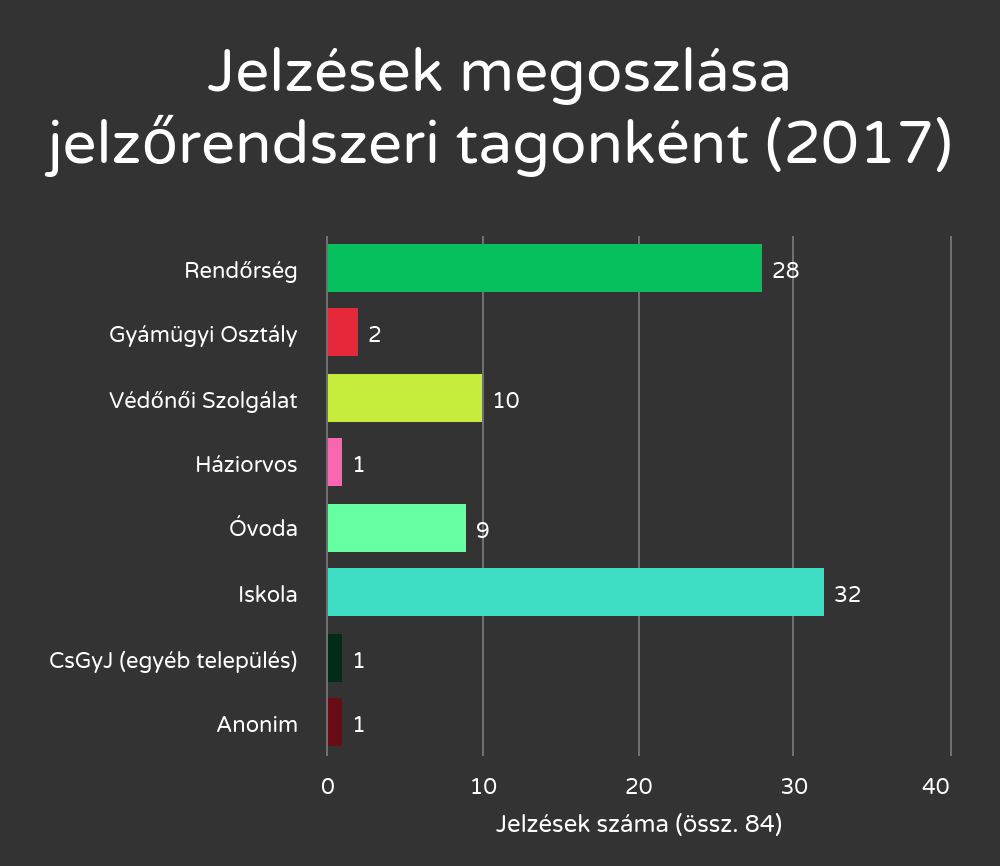 Jelzések megoszlása
jelzőrendszeri tagonként (2017)
Rendőrség 28
Gyámügyi Osztály 2
Védőnői Szolgálat 10
Háziorvos 1
Óvoda 9
Iskola 32
CsGyJ (egyéb település) 1
Anonim 1
0 10 20 30 40
Jelzések száma (össz. 84)